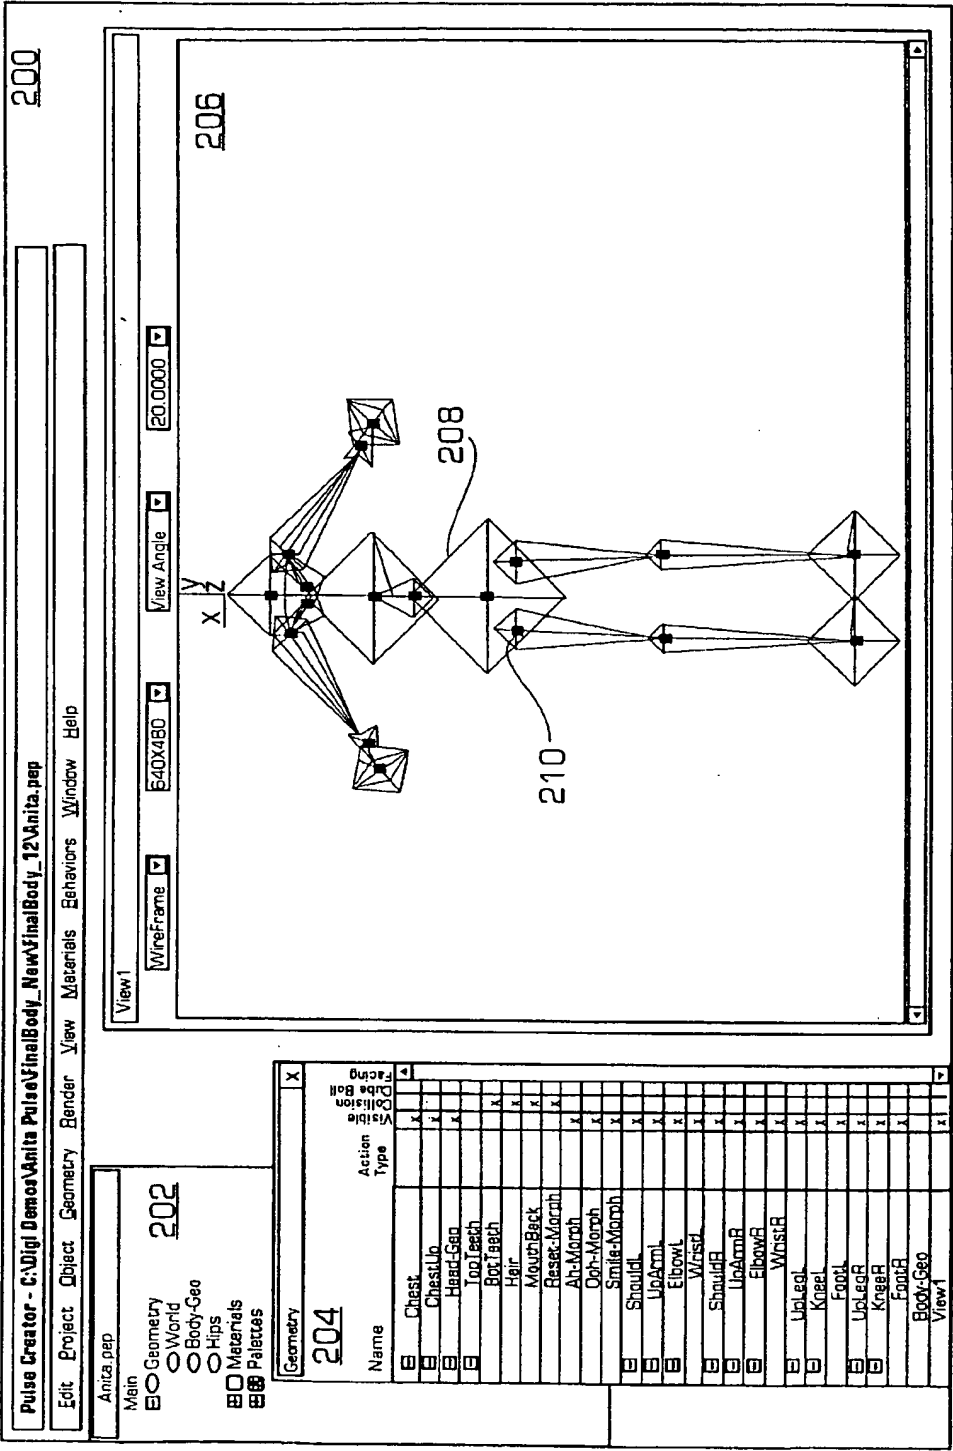 200
Pulse Creator - C:\Digi Demos\Anita Pulse\FinalBody_New\FinalBody_12\Anita.pep
Edit Project Object Geometry Render View Materials Behaviors Window Help
Anita.pep
Main
Geometry
World
Body-Geo
Hips
Materials
Palettes
202
Geometry X
204
Name Action Type Visible Collision Cube Ball Facing
Chest x
ChestUp x
Head-Geo x
TopTeeth
BotTeeth x
Hair x
MouthBack x
Reset-Morph x
Ah-Morph x
Ooh-Morph x
Smile-Morph x
ShouldL x
UpArmL x
ElbowL x
WristL x
ShouldR x
UpArmR x
ElbowR x
WristR x
UpLegL x
KneeL x
FootL x
UpLegR x
KneeR x
FootR x
Body-Geo
View1 x
View1
WireFrame 640X480 View Angle 20.0000
206
X Y Z
208
210